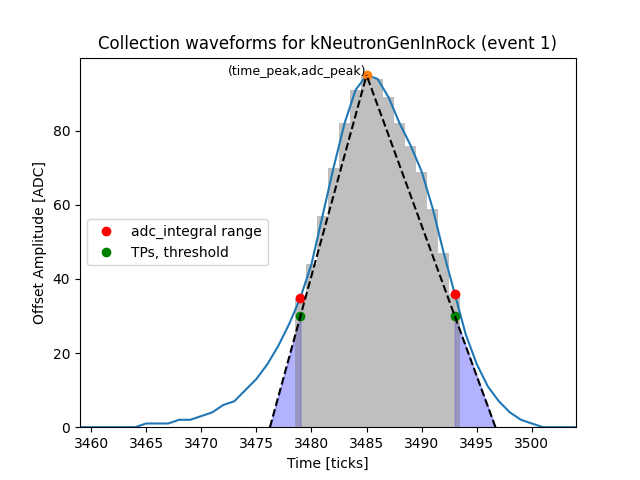 Collection waveforms for kNeutronGenInRock (event 1)
(time_peak,adc_peak)
80
60
40
20
0
Offset Amplitude [ADC]
adc_integral range
TPs, threshold
3460 3465 3470 3475 3480 3485 3490 3495 3500
Time [ticks]